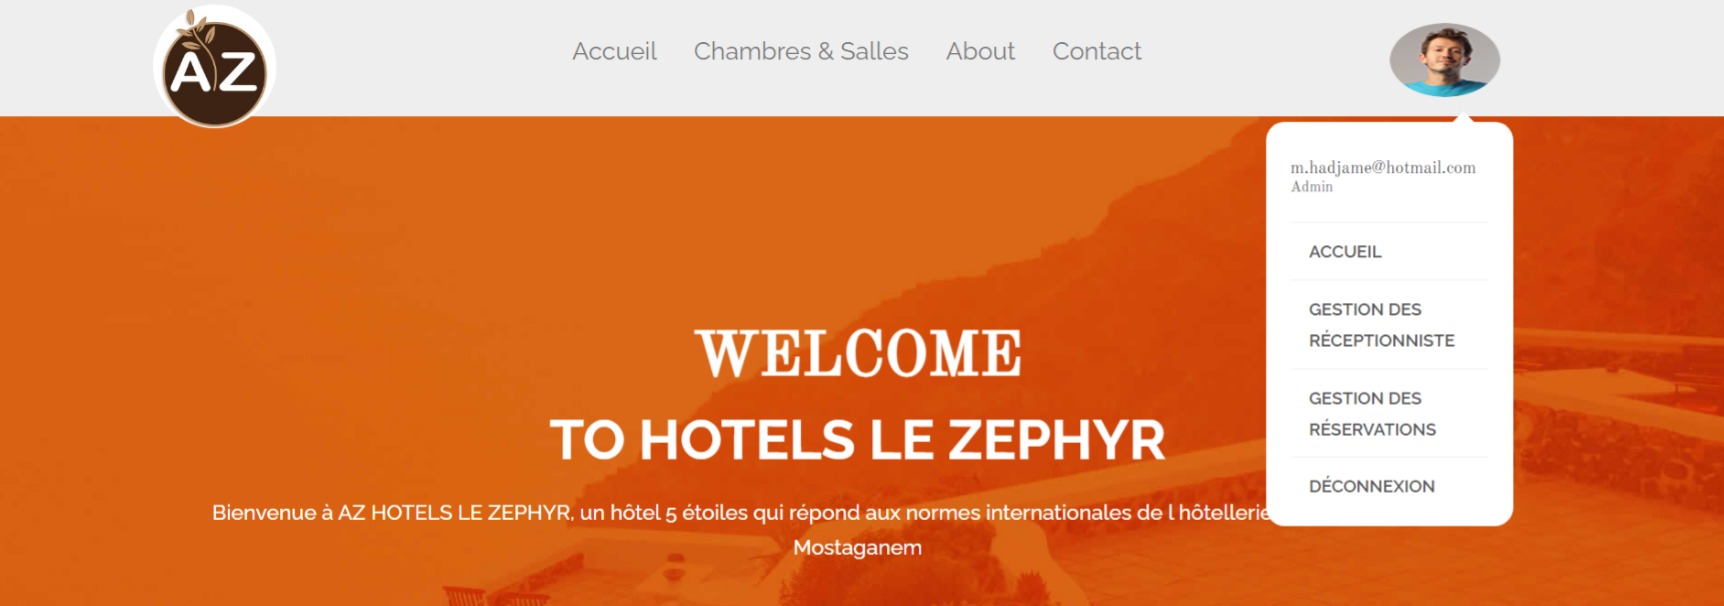 AZ
Accueil
Chambres & Salles
About
Contact
m.hadjame@hotmail.com
Admin
ACCUEIL
GESTION DES
RÉCEPTIONNISTE
GESTION DES
RÉSERVATIONS
DÉCONNEXION
WELCOME
TO HOTELS LE ZEPHYR
Bienvenue à AZ HOTELS LE ZEPHYR, un hôtel 5 étoiles qui répond aux normes internationales de l hôtellerie
Mostaganem